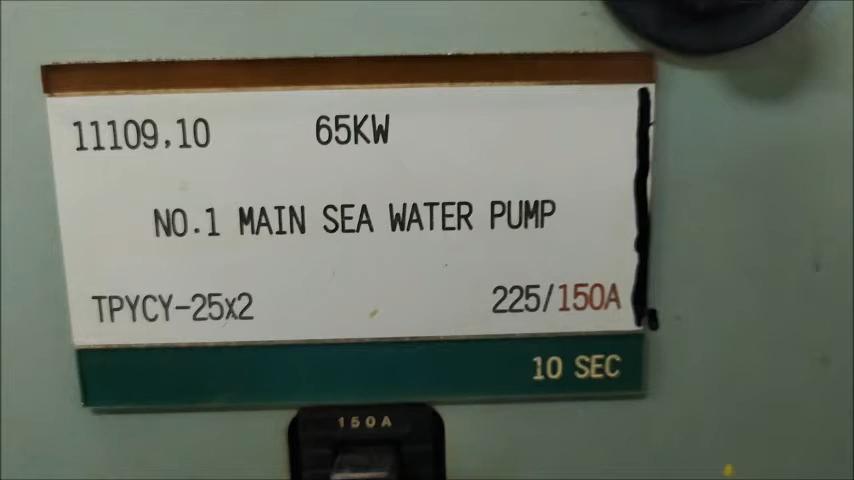 11109,10 65KW
NO.1 MAIN SEA WATER PUMP
TPYCY-25x2 225/150A
10 SEC
150A